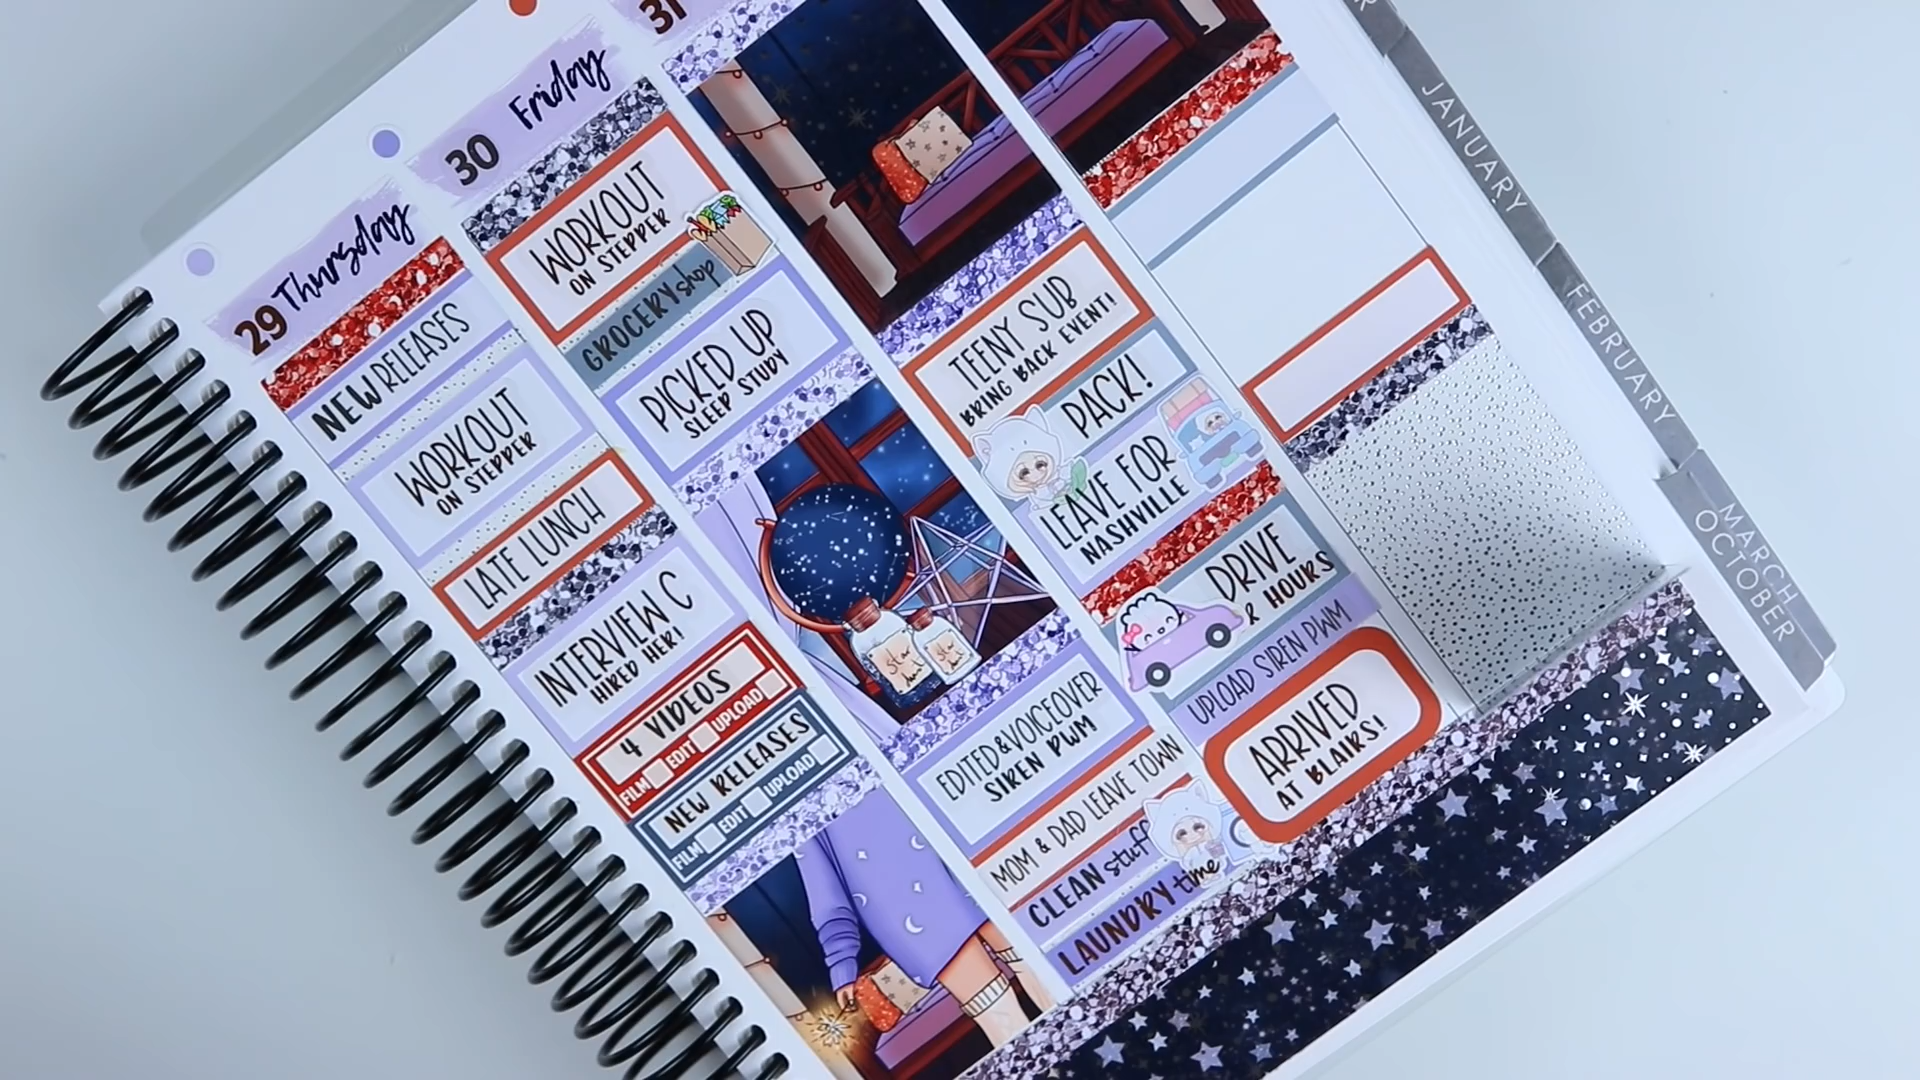 29 Thursday
NEW RELEASES
WORKOUT
ON STEPPER
LATE LUNCH
INTERVIEW C
HIRED HER!
4 VIDEOS
FILM EDIT UPLOAD
NEW RELEASES
FILM EDIT UPLOAD
30 Friday
WORKOUT
ON STEPPER
GROCERY shop
PICKED UP
SLEEP STUDY
EDITED & VOICEOVER
SIREN PWM
MOM & DAD LEAVE TOWN
CLEAN stuff
LAUNDRY time
31
TEENY SUB
BRING BACK EVENT!
PACK!
LEAVE FOR
NASHVILLE
DRIVE
HOURS
UPLOAD SIREN PWM
ARRIVED
AT BLAIRS!
JANUARY
FEBRUARY
MARCH
OCTOBER